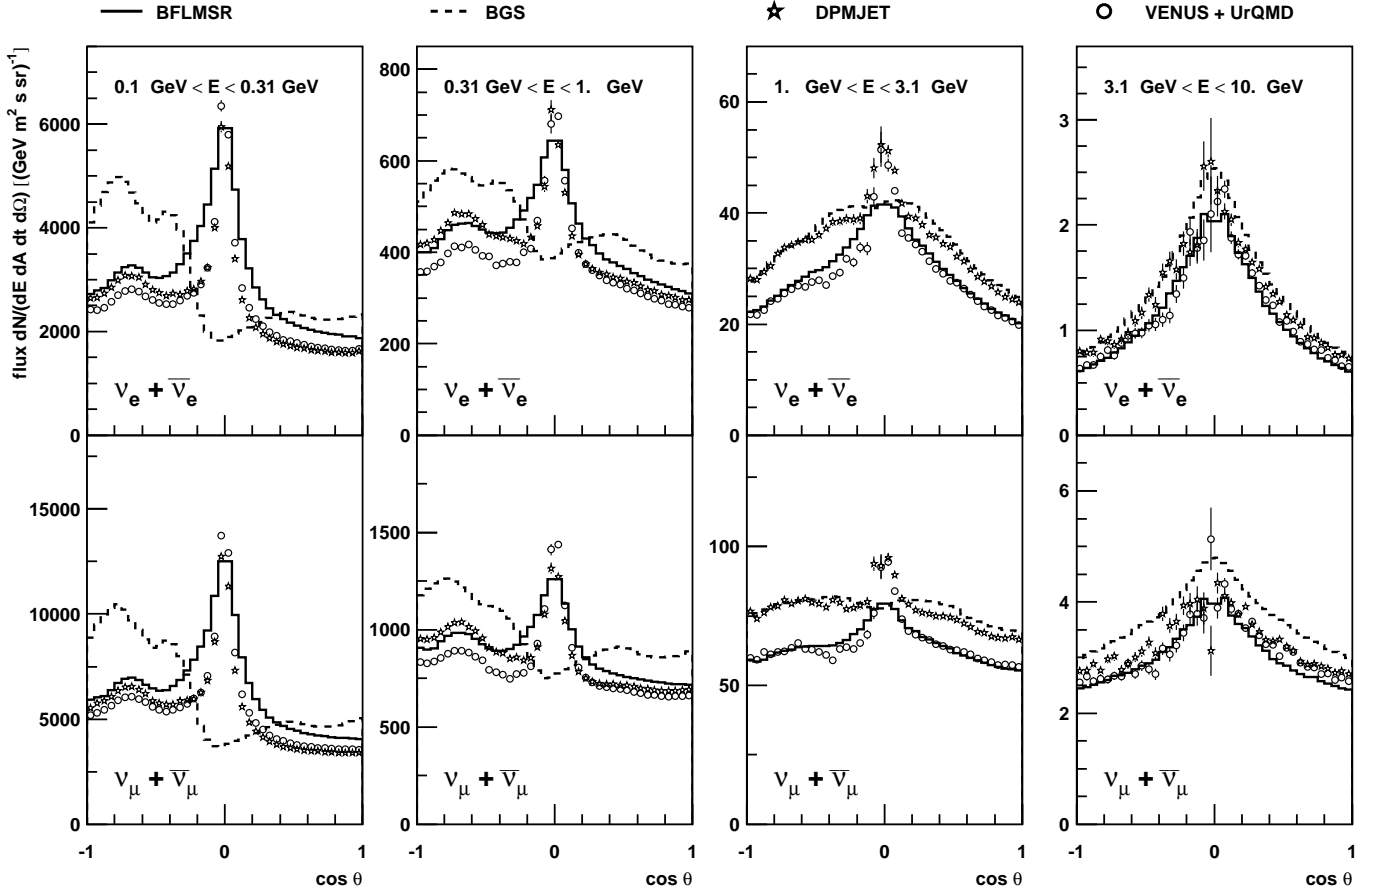 BFLMSR BGS DPMJET VENUS + UrQMD
flux dN/(dE dA dt dΩ) [(GeV m² s sr)⁻¹]
0.1 GeV < E < 0.31 GeV
6000
4000
2000
0
νe + ν̅e
0.31 GeV < E < 1. GeV
800
600
400
200
0
νe + ν̅e
1. GeV < E < 3.1 GeV
60
40
20
0
νe + ν̅e
3.1 GeV < E < 10. GeV
3
2
1
0
νe + ν̅e
15000
10000
5000
0
νμ + ν̅μ
-1 0 1
cos θ
1500
1000
500
0
νμ + ν̅μ
-1 0 1
cos θ
100
50
0
νμ + ν̅μ
-1 0 1
cos θ
6
4
2
0
νμ + ν̅μ
-1 0 1
cos θ